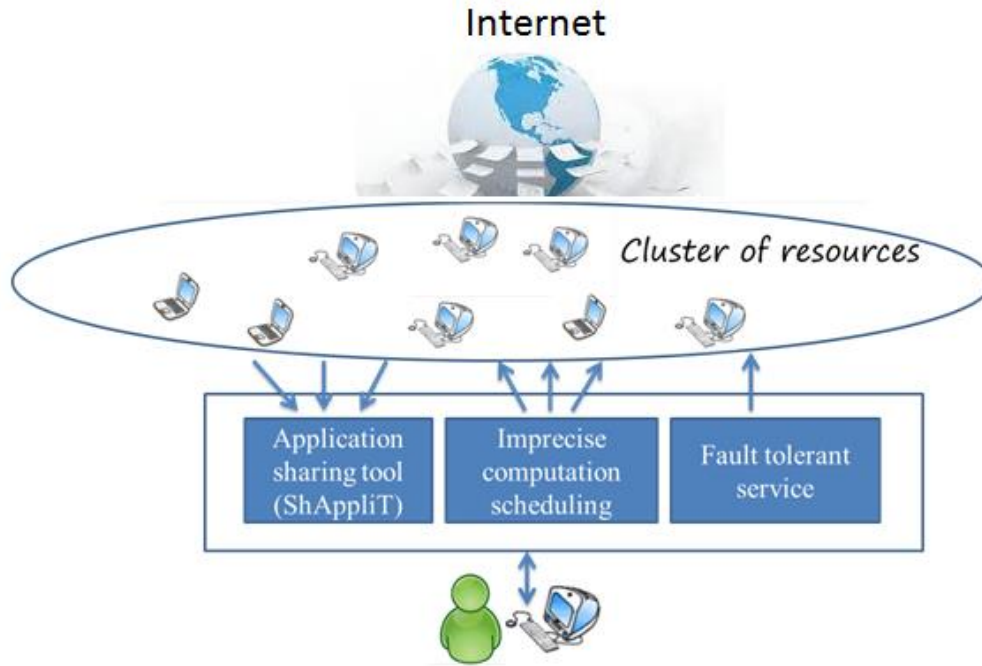 Internet
Cluster of resources
Application
sharing tool
(ShAppliT)
Imprecise
computation
scheduling
Fault tolerant
service